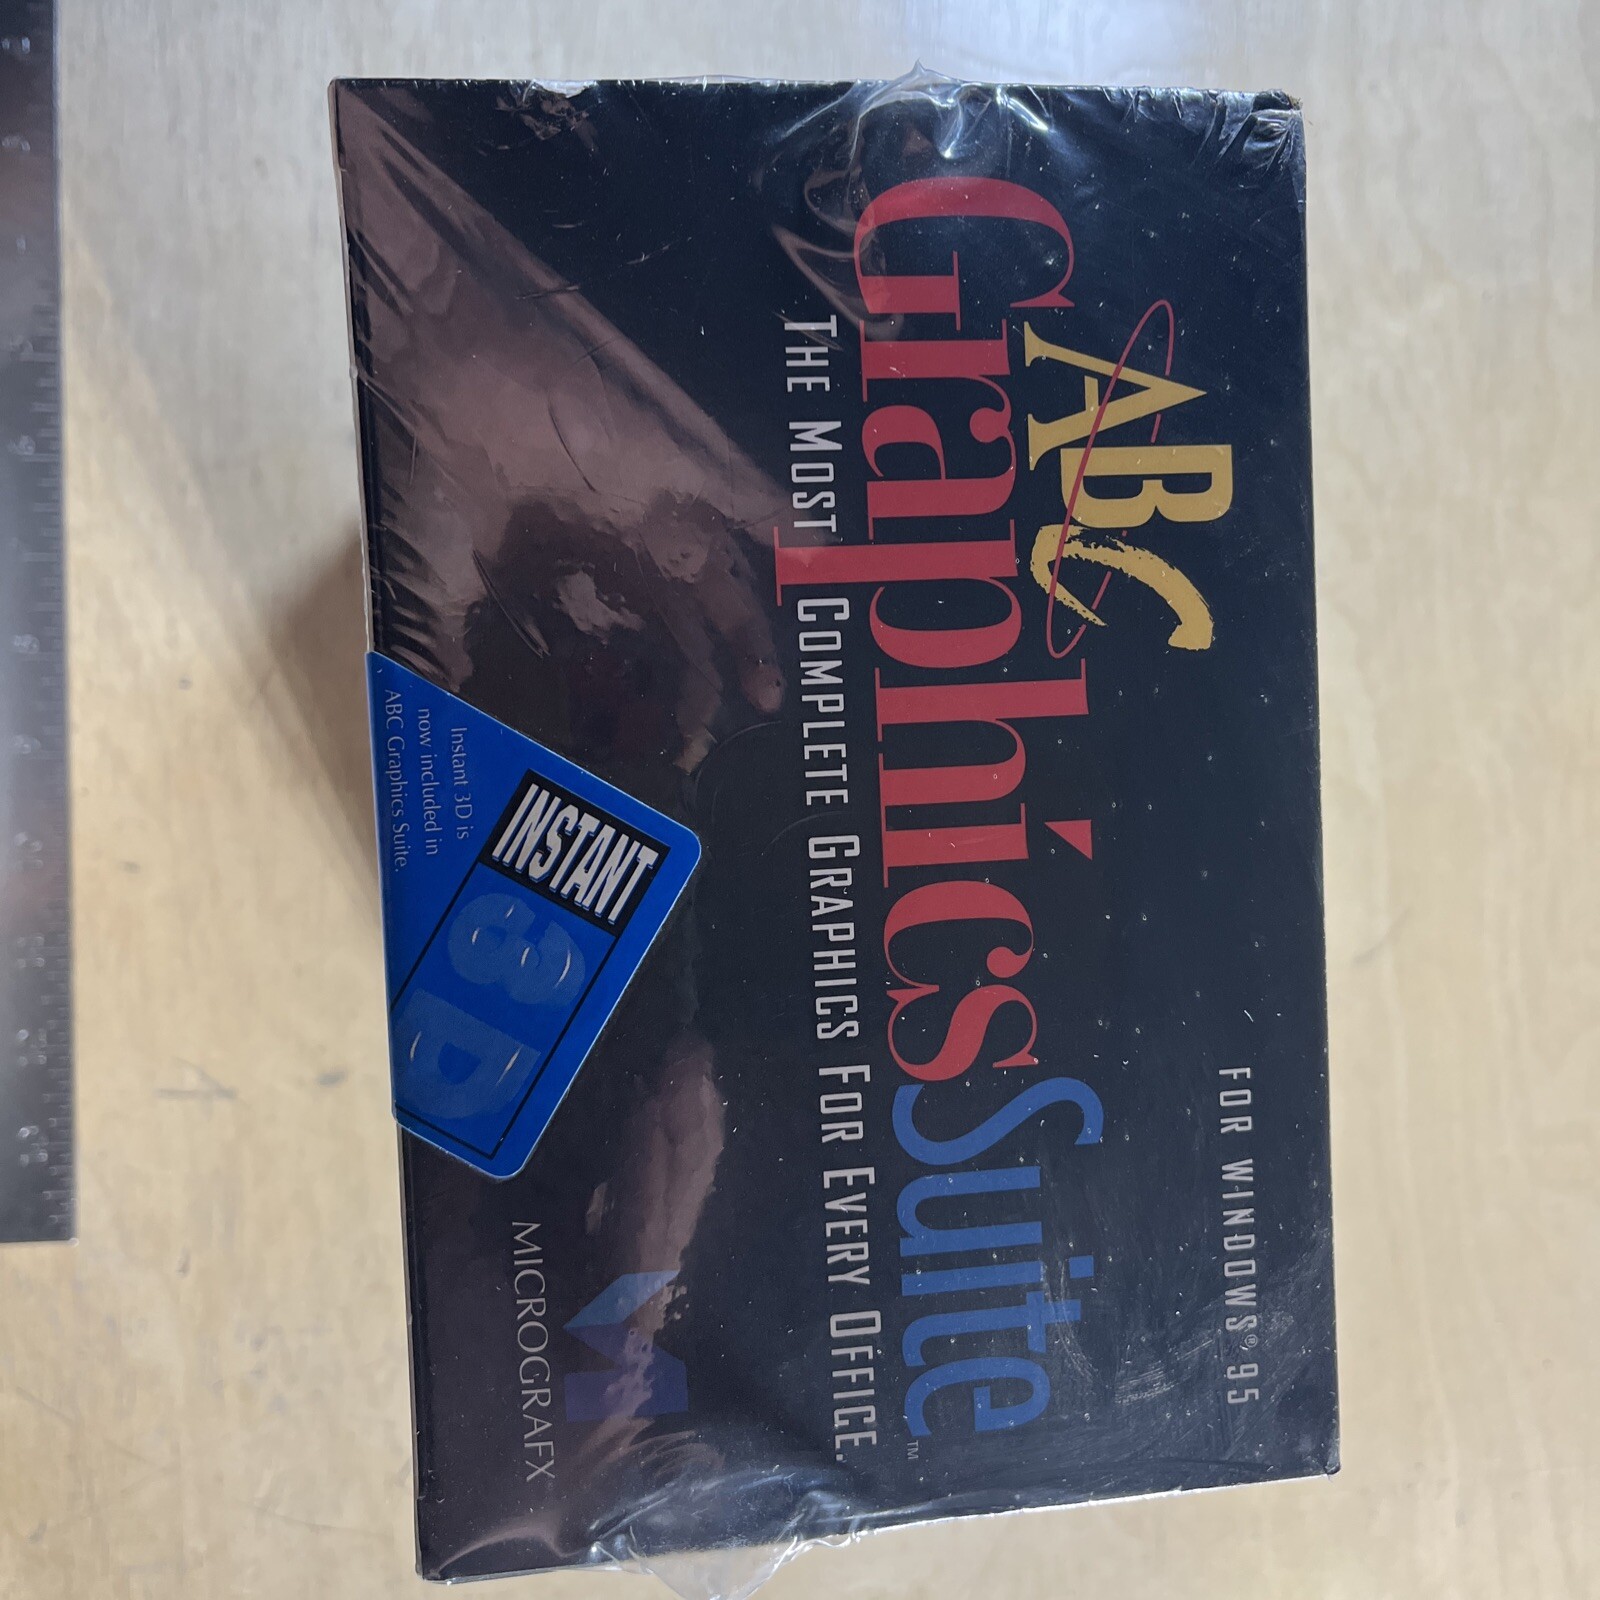 FOR WINDOWS® 95
ABC
GraphicsSuite™
THE MOST COMPLETE GRAPHICS FOR EVERY OFFICE.
INSTANT
3D
Instant 3D is
now included in
ABC Graphics Suite.
MICROGRAFX